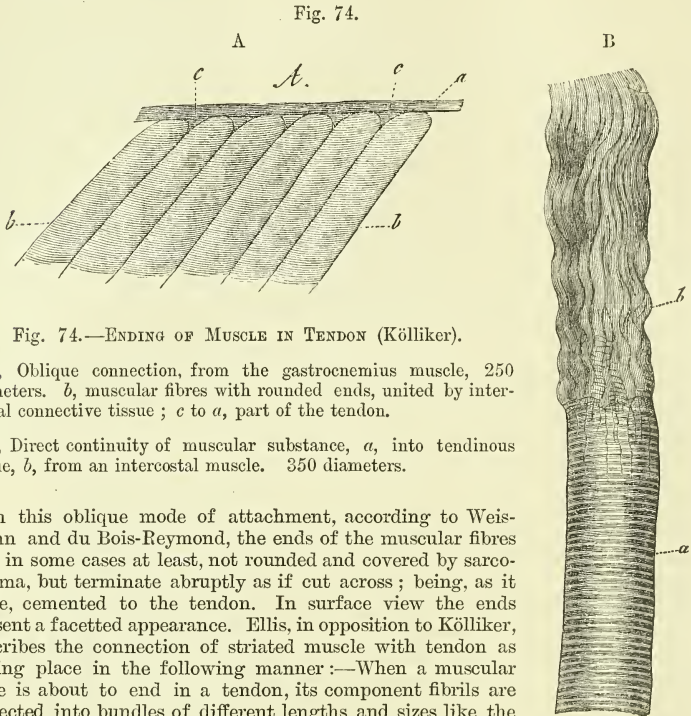 Fig. 74.
A
B
c
A.
c
a
b
b
b
a
Fig. 74.—Ending of Muscle in Tendon (Kölliker).
, Oblique connection, from the gastrocnemius muscle, 250
meters. b, muscular fibres with rounded ends, united by inter-
al connective tissue ; c to a, part of the tendon.
, Direct continuity of muscular substance, a, into tendinous
e, b, from an intercostal muscle. 350 diameters.
n this oblique mode of attachment, according to Weis-
nn and du Bois-Reymond, the ends of the muscular fibres
in some cases at least, not rounded and covered by sarco-
ma, but terminate abruptly as if cut across ; being, as it
e, cemented to the tendon. In surface view the ends
sent a facetted appearance. Ellis, in opposition to Kölliker,
cribes the connection of striated muscle with tendon as
ing place in the following manner :—When a muscular
e is about to end in a tendon, its component fibrils are
ected into bundles of different lengths and sizes like the